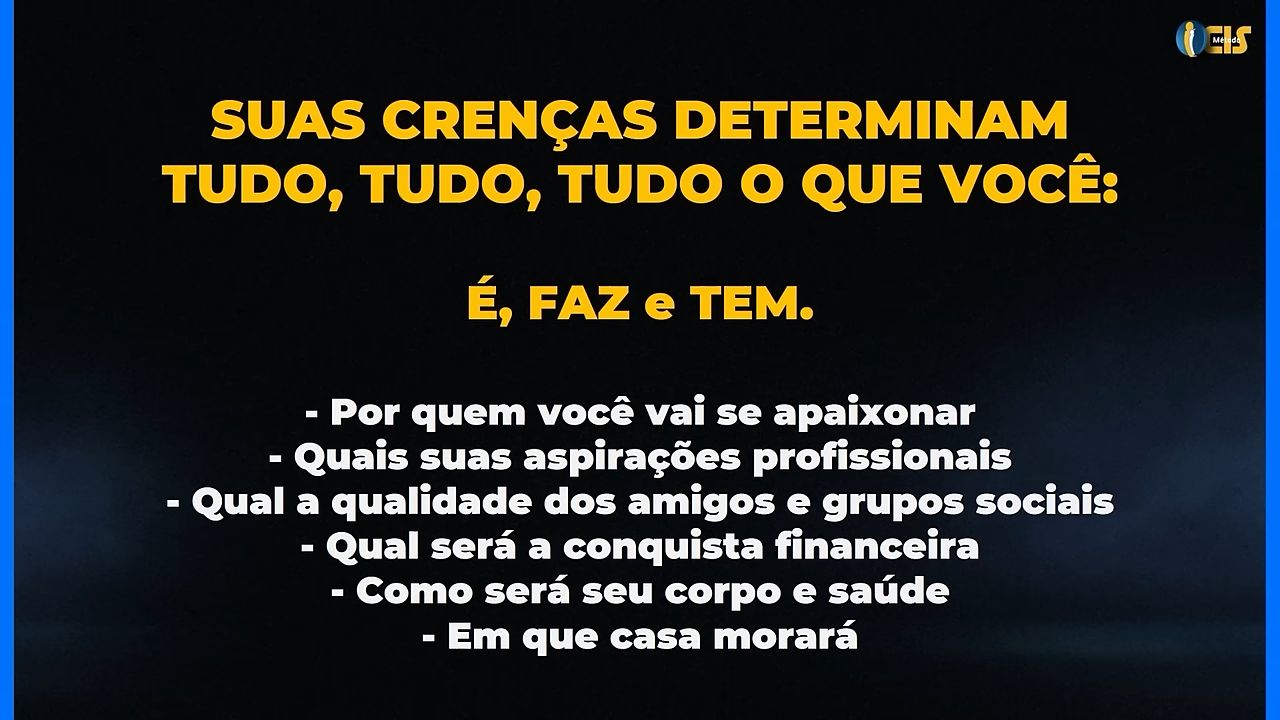 Método
CIS
SUAS CRENÇAS DETERMINAM
TUDO, TUDO, TUDO O QUE VOCÊ:
É, FAZ e TEM.
- Por quem você vai se apaixonar
- Quais suas aspirações profissionais
- Qual a qualidade dos amigos e grupos sociais
- Qual será a conquista financeira
- Como será seu corpo e saúde
- Em que casa morará